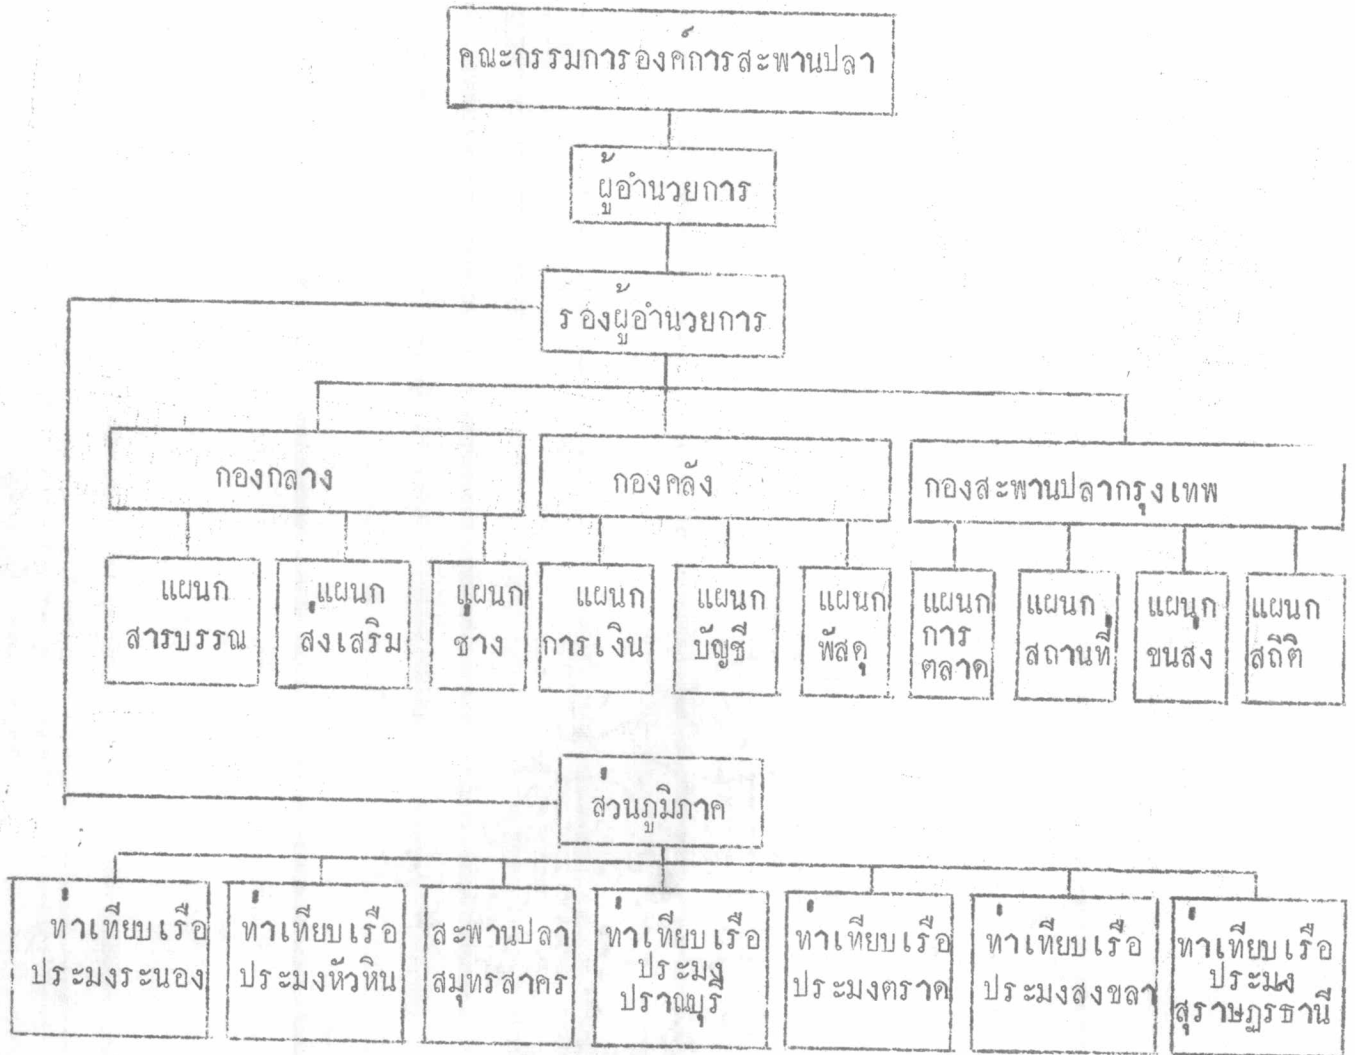 คณะกรรมการองค์การสะพานปลา
ผู้อำนวยการ
รองผู้อำนวยการ
กองกลาง
กองคลัง
กองสะพานปลากรุงเทพ
แผนก
สารบรรณ
แผนก
ส่งเสริม
แผนก
ช่าง
แผนก
การเงิน
แผนก
บัญชี
แผนก
พัสดุ
แผนก
การ
ตลาด
แผนก
สถานที่
แผนก
ขนส่ง
แผนก
สถิติ
ส่วนภูมิภาค
ท่าเทียบเรือ
ประมงระนอง
ท่าเทียบเรือ
ประมงหัวหิน
สะพานปลา
สมุทรสาคร
ท่าเทียบเรือ
ประมง
ปราณบุรี
ท่าเทียบเรือ
ประมงตราด
ท่าเทียบเรือ
ประมงสงขลา
ท่าเทียบเรือ
ประมง
สุราษฎรธานี